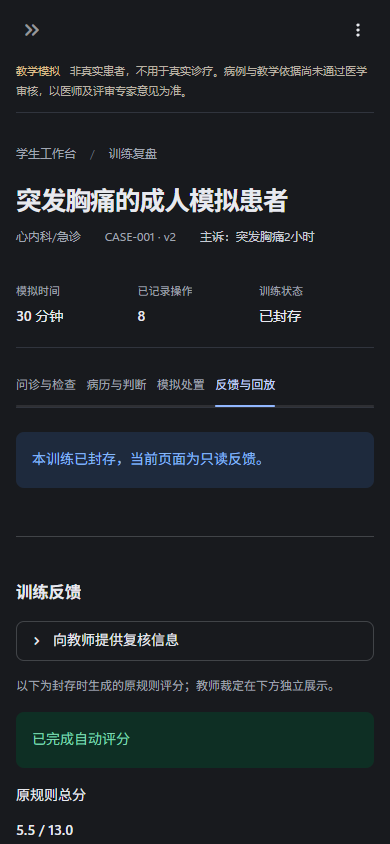 教学模拟 非真实患者，不用于真实诊疗。病例与教学依据尚未通过医学
审核，以医师及评审专家意见为准。
学生工作台 / 训练复盘
突发胸痛的成人模拟患者
心内科/急诊 CASE-001 · v2 主诉：突发胸痛2小时
模拟时间 已记录操作 训练状态
30 分钟 8 已封存
问诊与检查 病历与判断 模拟处置 反馈与回放
本训练已封存，当前页面为只读反馈。
训练反馈
向教师提供复核信息
以下为封存时生成的原规则评分；教师裁定在下方独立展示。
已完成自动评分
原规则总分
5.5 / 13.0